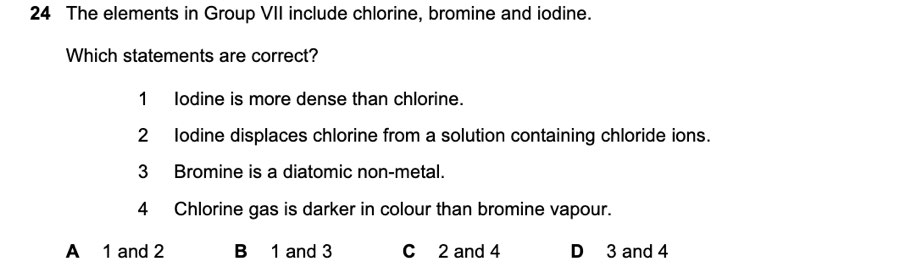 24 The elements in Group VII include chlorine, bromine and iodine.
Which statements are correct?
1 Iodine is more dense than chlorine.
2 Iodine displaces chlorine from a solution containing chloride ions.
3 Bromine is a diatomic non-metal.
4 Chlorine gas is darker in colour than bromine vapour.
A 1 and 2 B 1 and 3 C 2 and 4 D 3 and 4